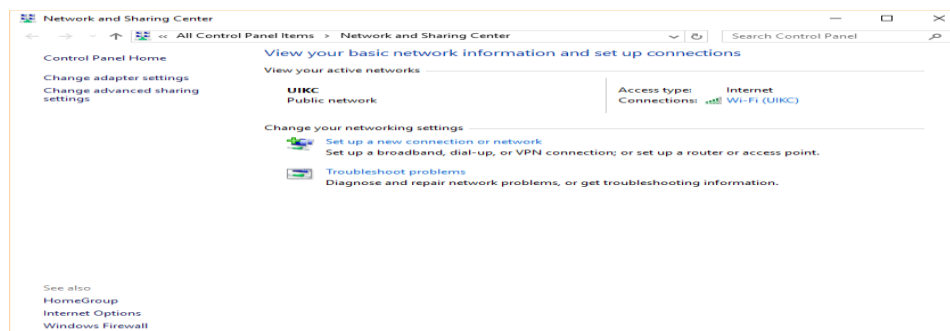 Network and Sharing Center
« All Control Panel Items > Network and Sharing Center
Search Control Panel
Control Panel Home
Change adapter settings
Change advanced sharing
settings
View your basic network information and set up connections
View your active networks
UIKC
Public network
Access type: Internet
Connections: Wi-Fi (UIKC)
Change your networking settings
Set up a new connection or network
Set up a broadband, dial-up, or VPN connection; or set up a router or access point.
Troubleshoot problems
Diagnose and repair network problems, or get troubleshooting information.
See also
HomeGroup
Internet Options
Windows Firewall